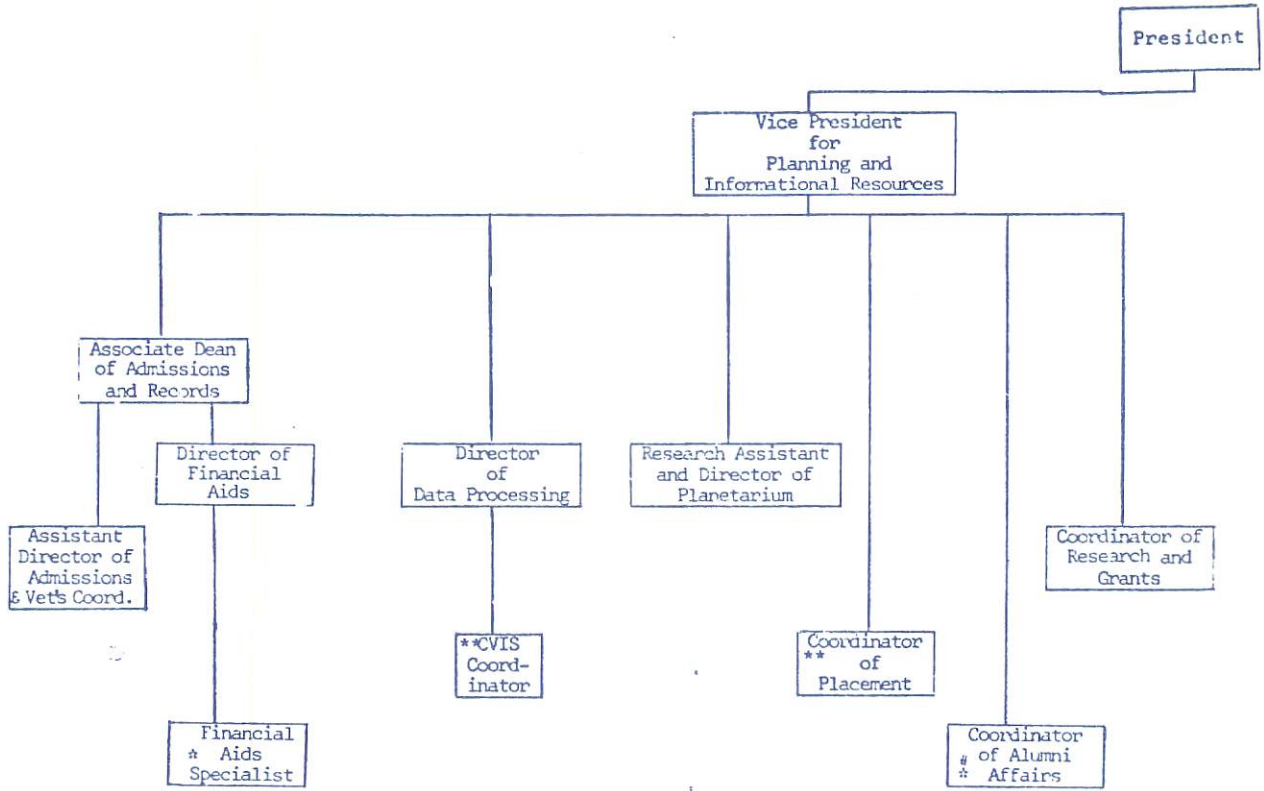 President
Vice President
for
Planning and
Informational Resources
Associate Dean
of Admissions
and Records
Director of
Financial
Aids
Director
of
Data Processing
Research Assistant
and Director of
Planetarium
Assistant
Director of
Admissions
& Vet's Coord.
Coordinator of
Research and
Grants
**CVIS
Coord-
inator
Coordinator
** of
Placement
Financial
* Aids
Specialist
Coordinator
# of Alumni
* Affairs